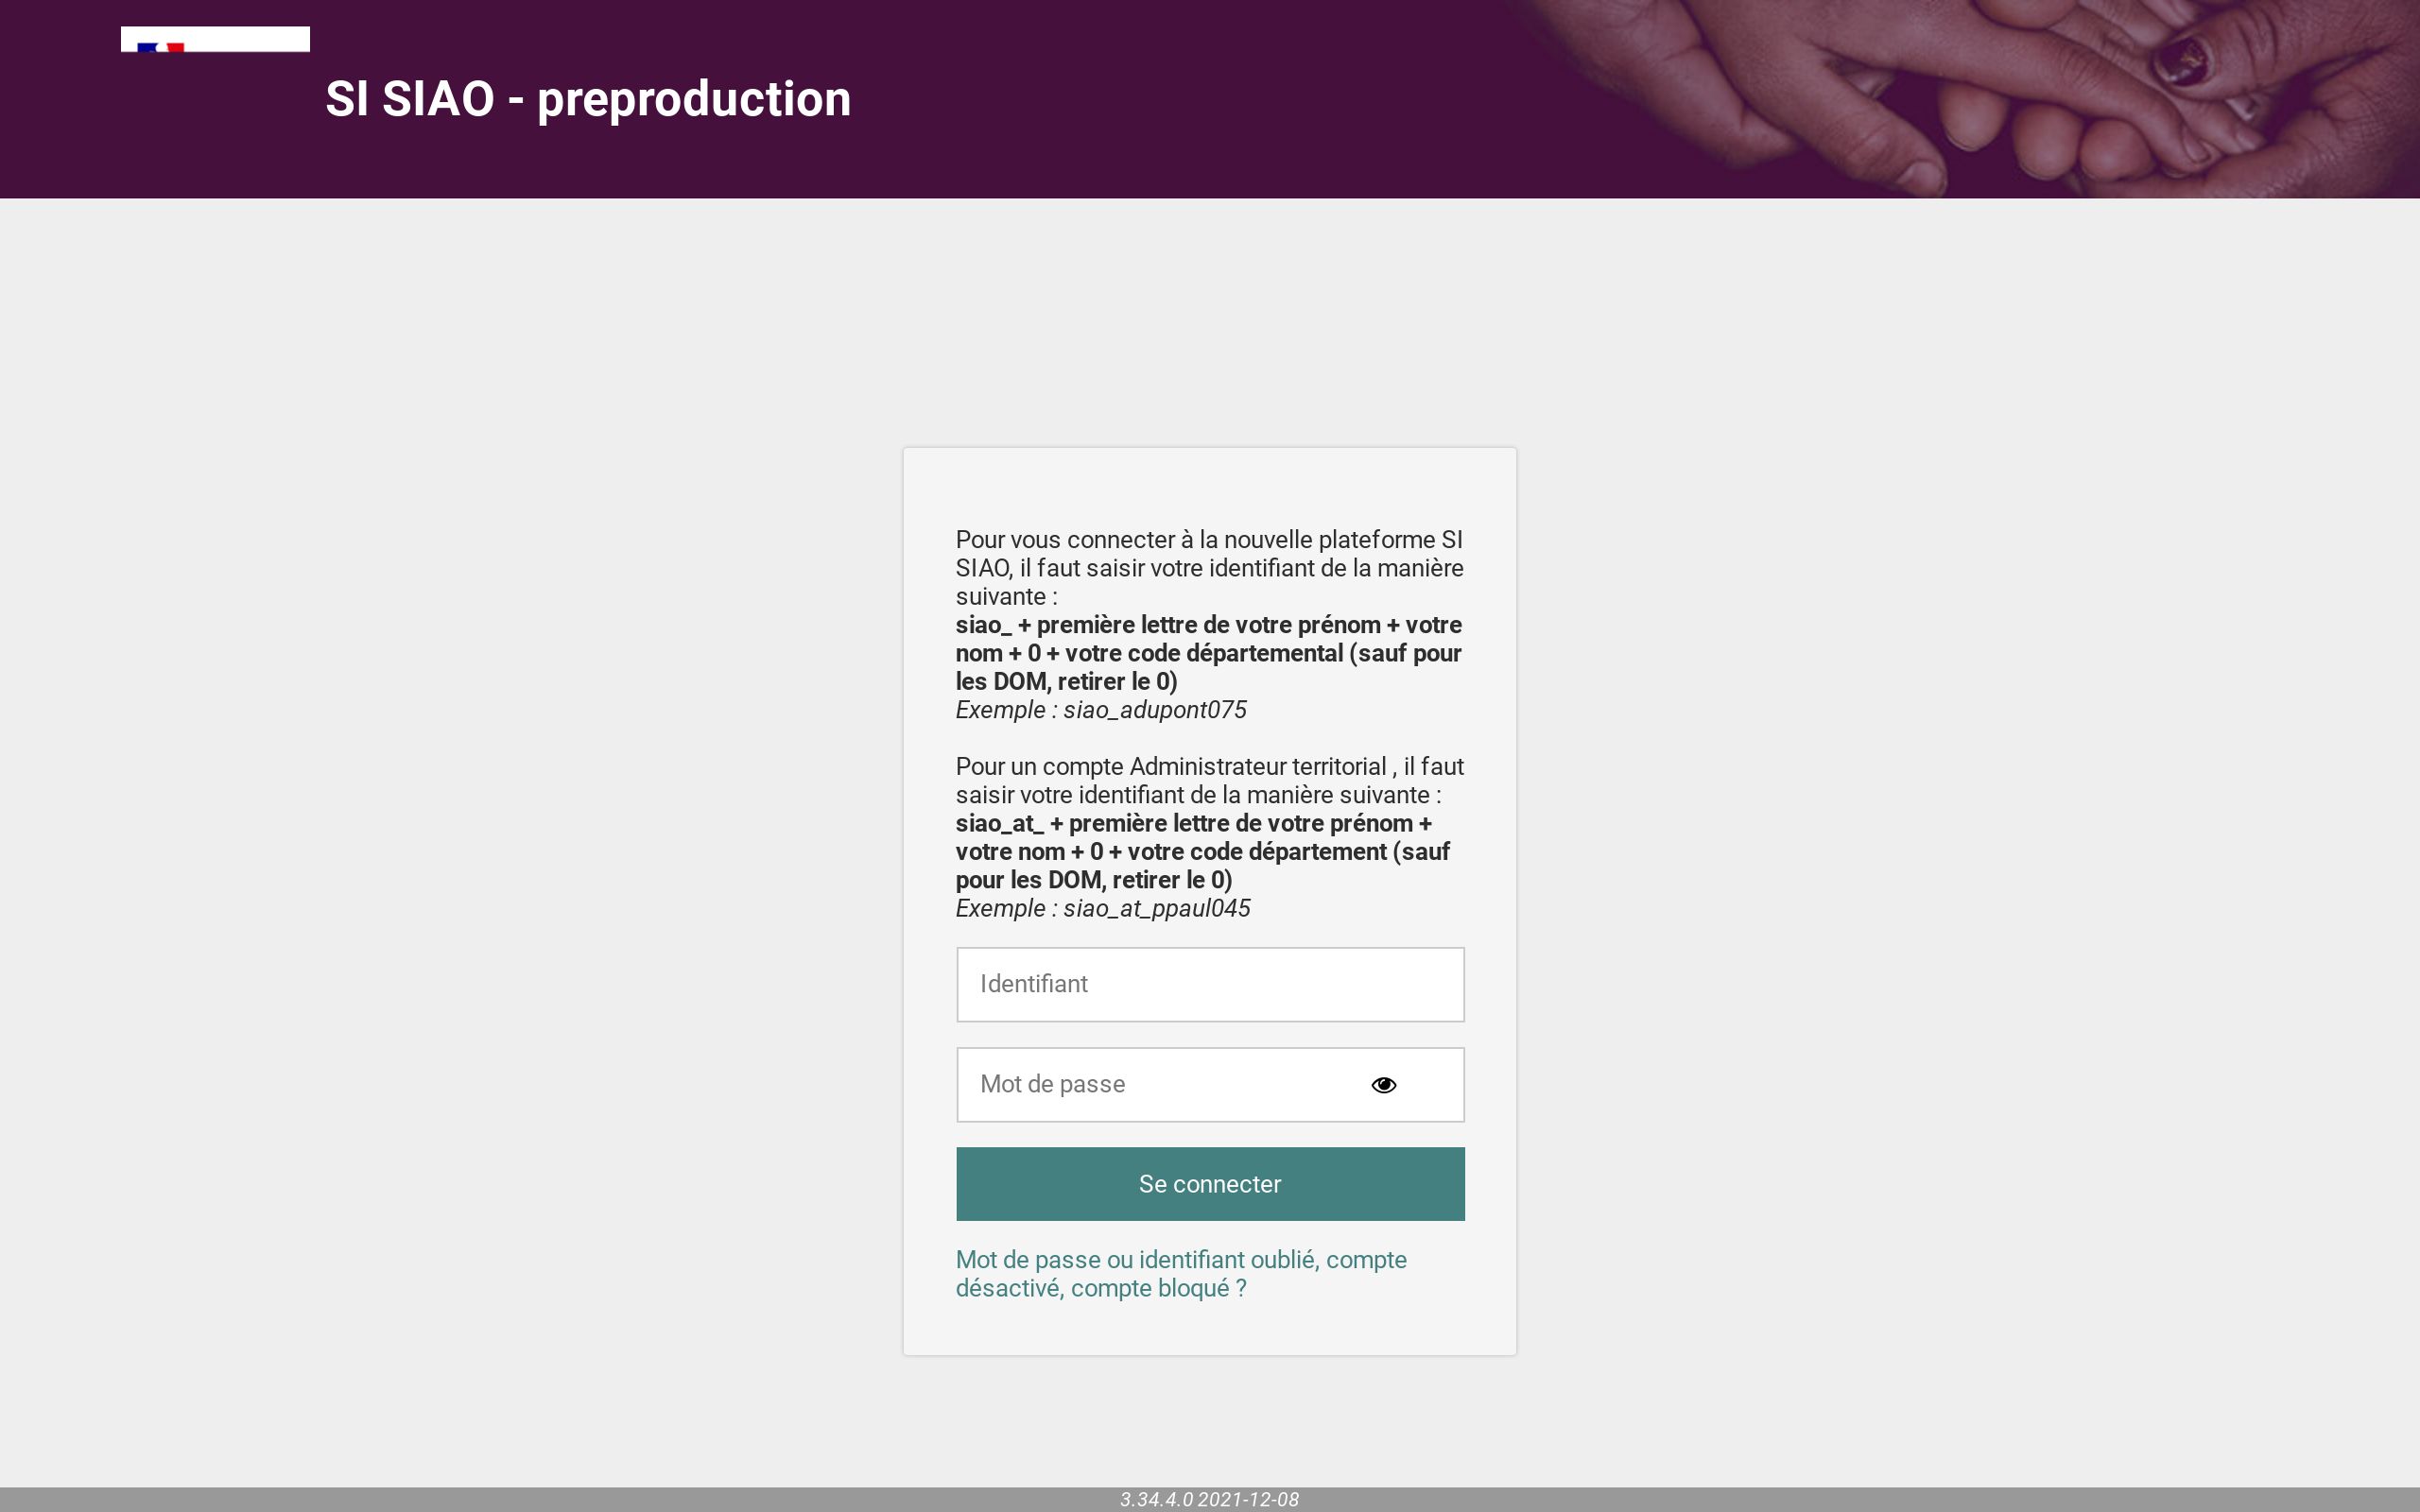 SI SIAO - preproduction
Pour vous connecter à la nouvelle plateforme SI
SIAO, il faut saisir votre identifiant de la manière
suivante :
siao_ + première lettre de votre prénom + votre
nom + 0 + votre code départemental (sauf pour
les DOM, retirer le 0)
Exemple : siao_adupont075
Pour un compte Administrateur territorial , il faut
saisir votre identifiant de la manière suivante :
siao_at_ + première lettre de votre prénom +
votre nom + 0 + votre code département (sauf
pour les DOM, retirer le 0)
Exemple : siao_at_ppaul045
Identifiant
Mot de passe
Se connecter
Mot de passe ou identifiant oublié, compte
désactivé, compte bloqué ?
3.34.4.0 2021-12-08